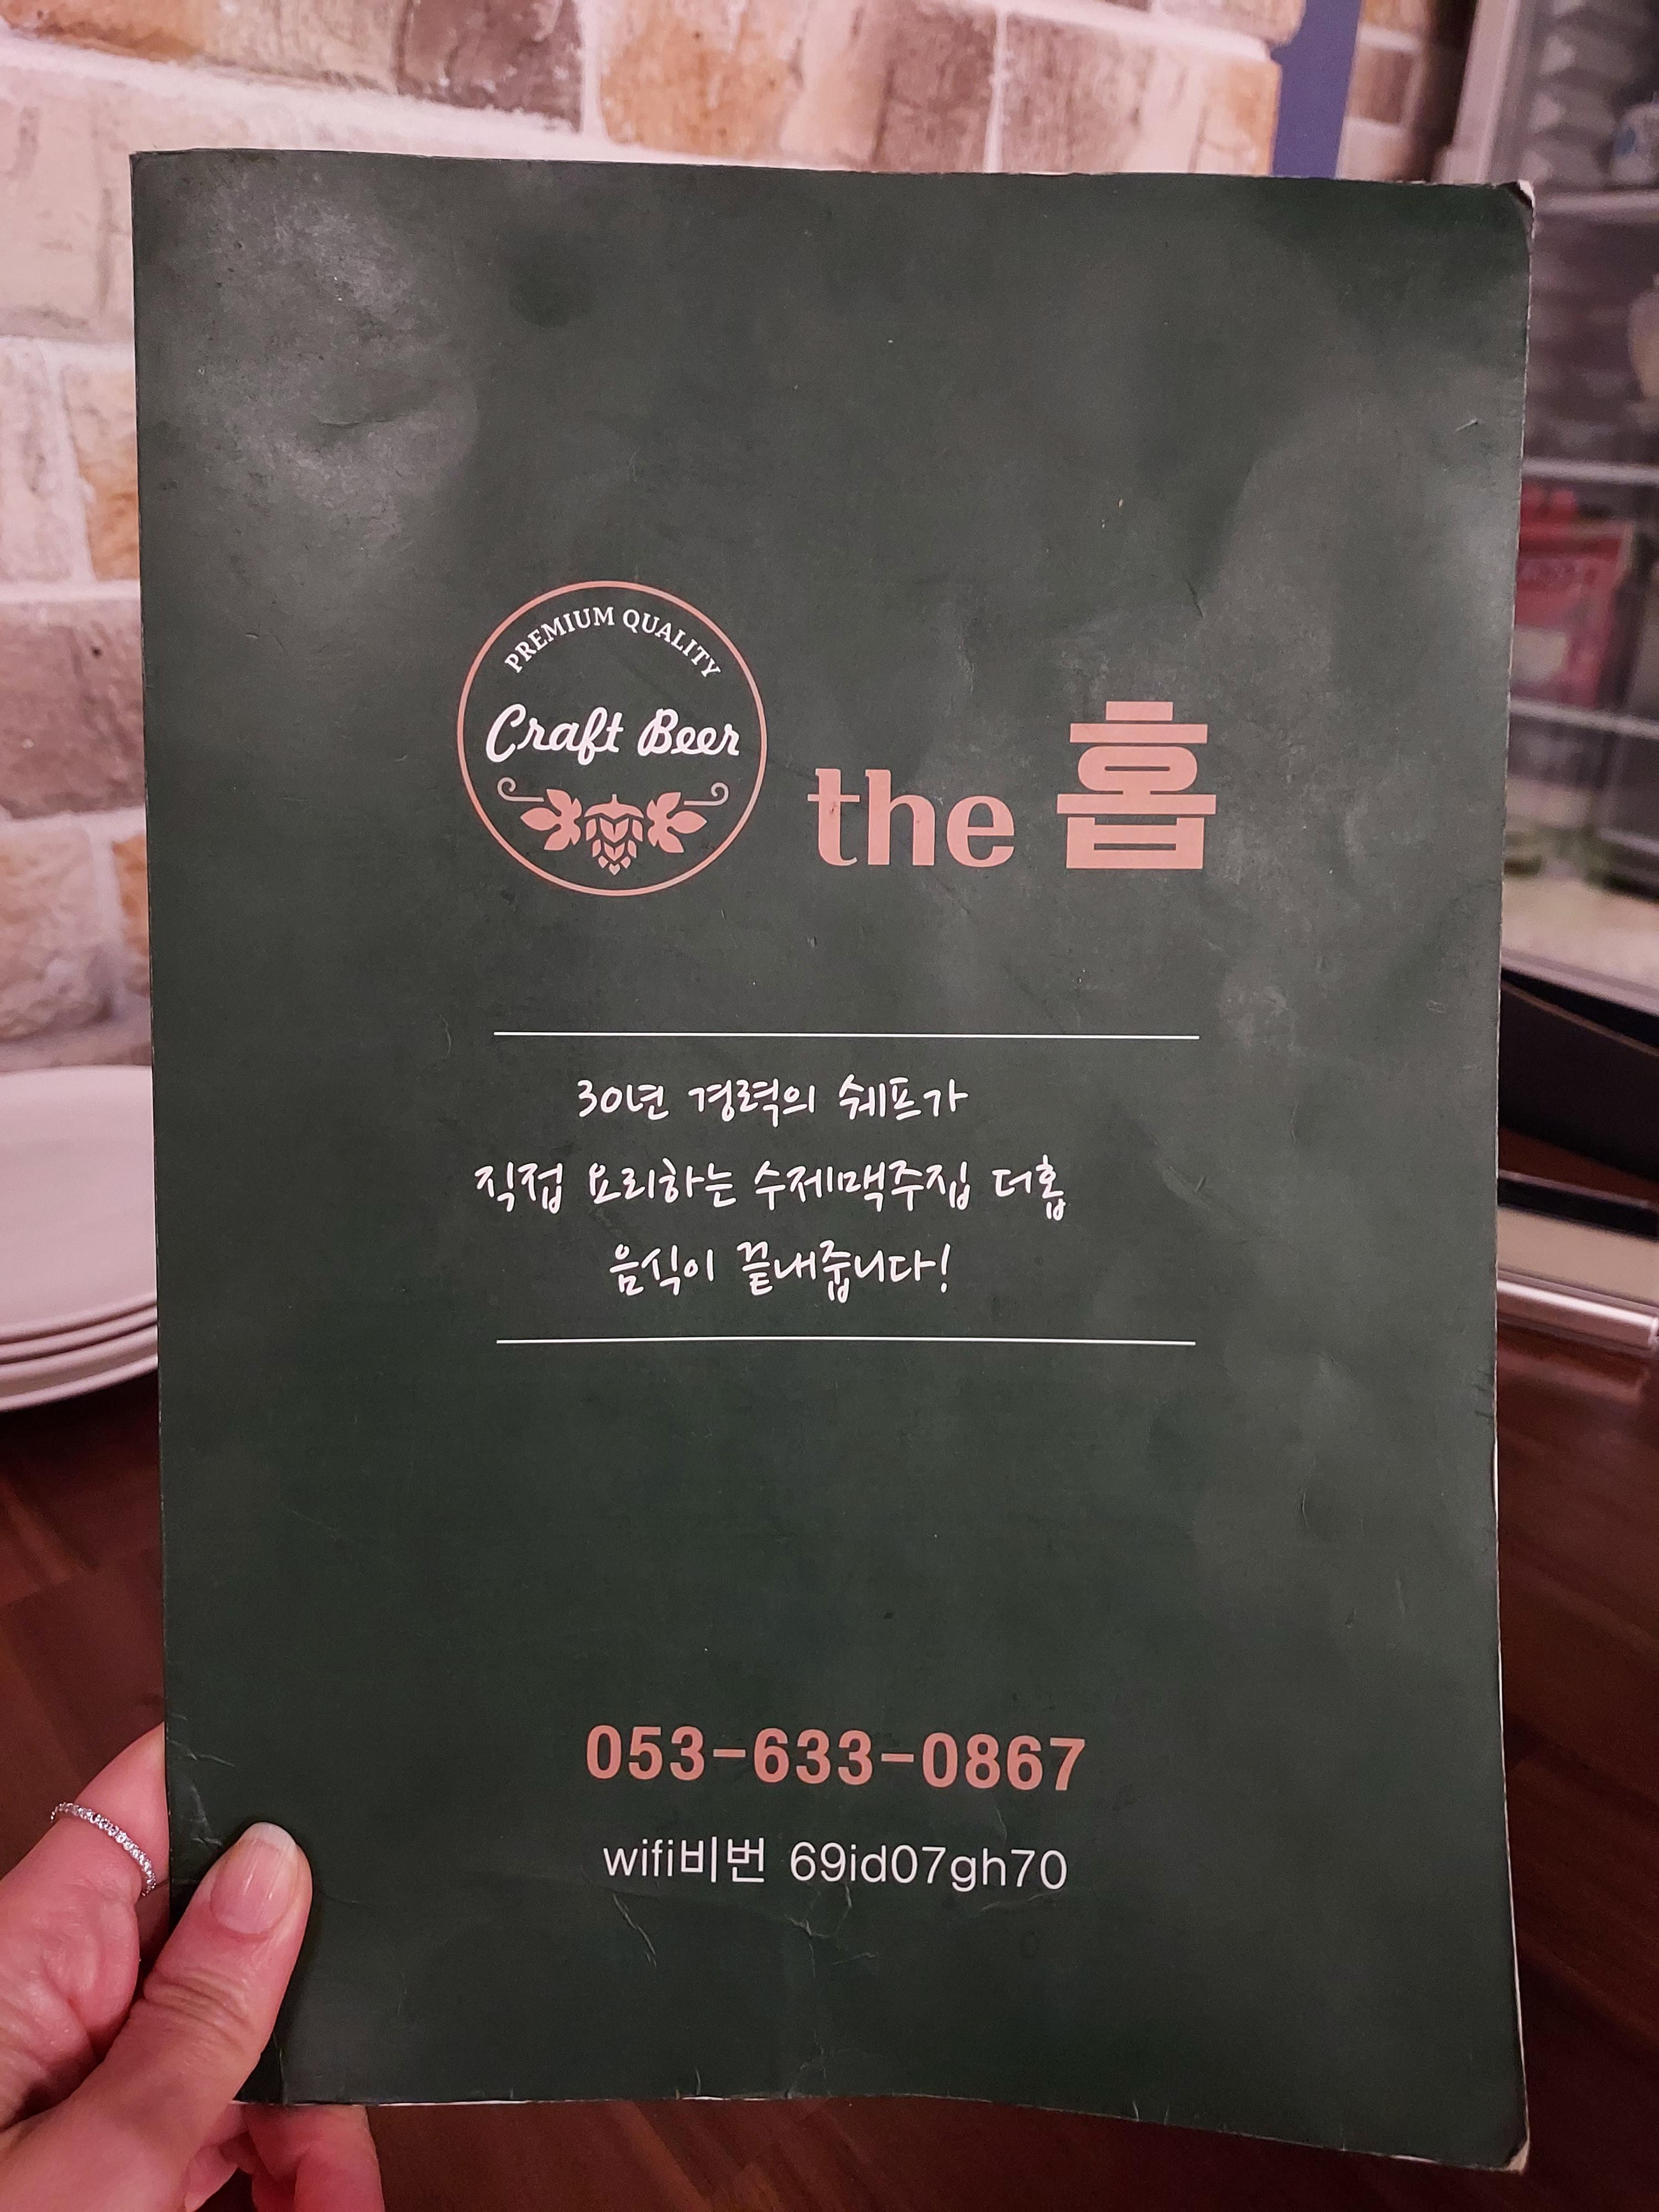 PREMIUM QUALITY
Craft Beer
the 홉
30년 경력의 쉐프가
직접 요리하는 수제맥주집 더홉
음식이 끝내줍니다!
053-633-0867
wifi비번 69id07gh70